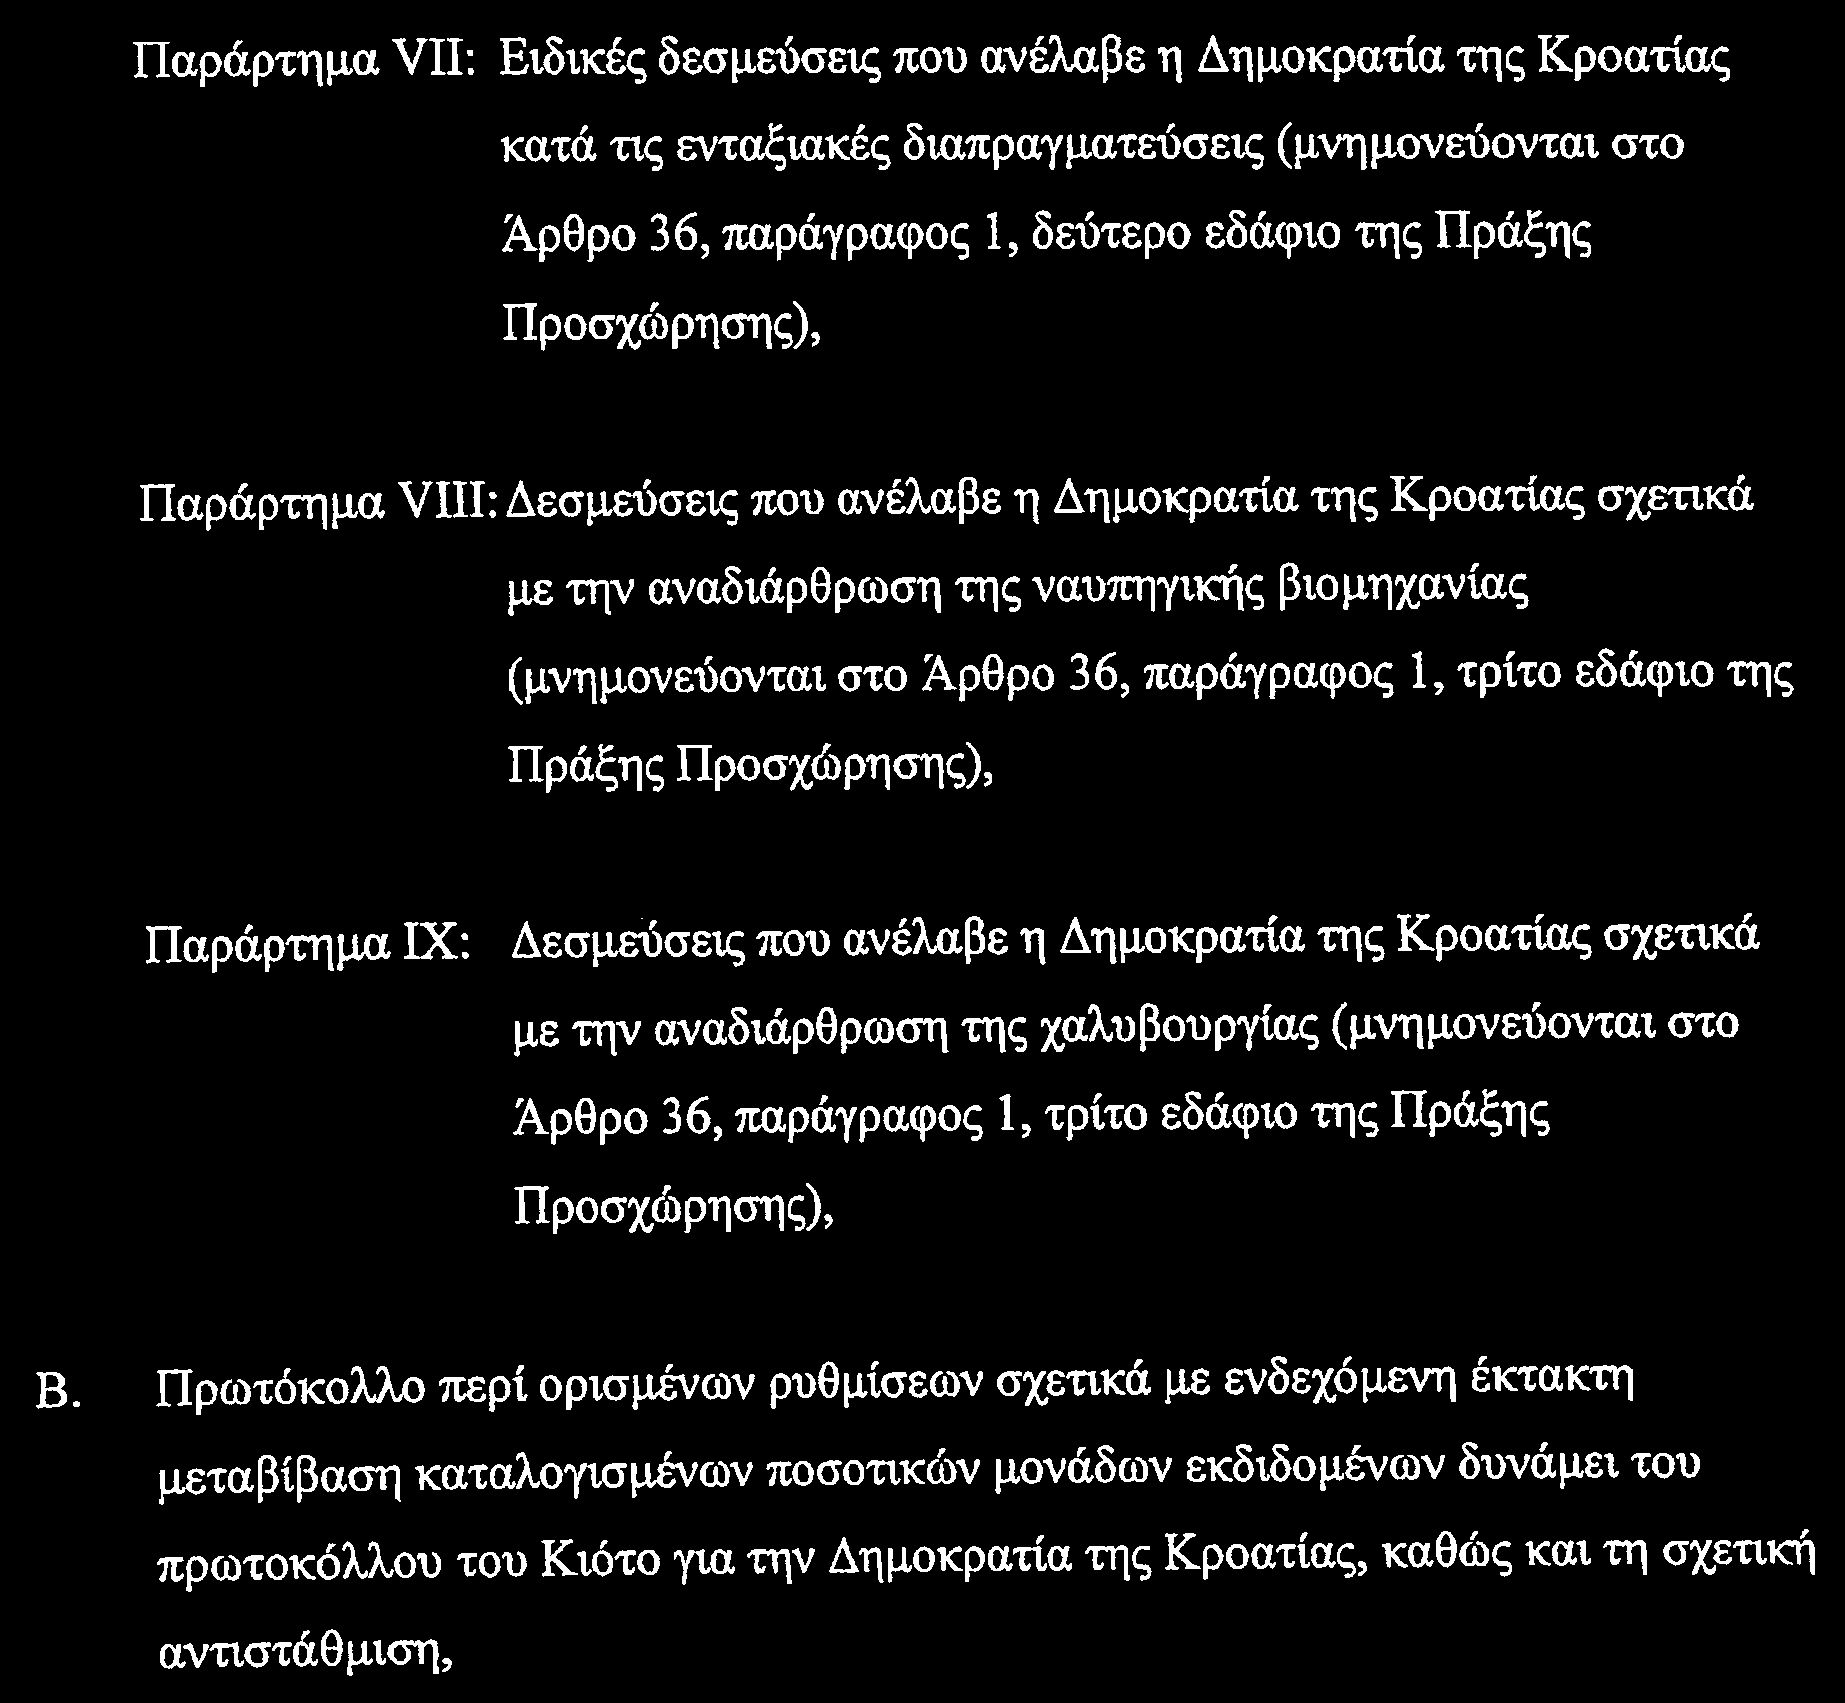 Παράρτημα VII: Ειδικές δεσμεύσεις που ανέλαβε η Δημοκρατία της Κροατίας
κατά τις ενταξιακές διαπραγματεύσεις (μνημονεύονται στο
Άρθρο 36, παράγραφος 1, δεύτερο εδάφιο της Πράξης
Προσχώρησης),
Παράρτημα VIII: Δεσμεύσεις που ανέλαβε η Δημοκρατία της Κροατίας σχετικά
με την αναδιάρθρωση της ναυπηγικής βιομηχανίας
(μνημονεύονται στο Άρθρο 36, παράγραφος 1, τρίτο εδάφιο της
Πράξης Προσχώρησης),
Παράρτημα IX: Δεσμεύσεις που ανέλαβε η Δημοκρατία της Κροατίας σχετικά
με την αναδιάρθρωση της χαλυβουργίας (μνημονεύονται στο
Άρθρο 36, παράγραφος 1, τρίτο εδάφιο της Πράξης
Προσχώρησης),
Β. Πρωτόκολλο περί ορισμένων ρυθμίσεων σχετικά με ενδεχόμενη έκτακτη
μεταβίβαση καταλογισμένων ποσοτικών μονάδων εκδιδομένων δυνάμει του
πρωτοκόλλου του Κιότο για την Δημοκρατία της Κροατίας, καθώς και τη σχετική
αντιστάθμιση,